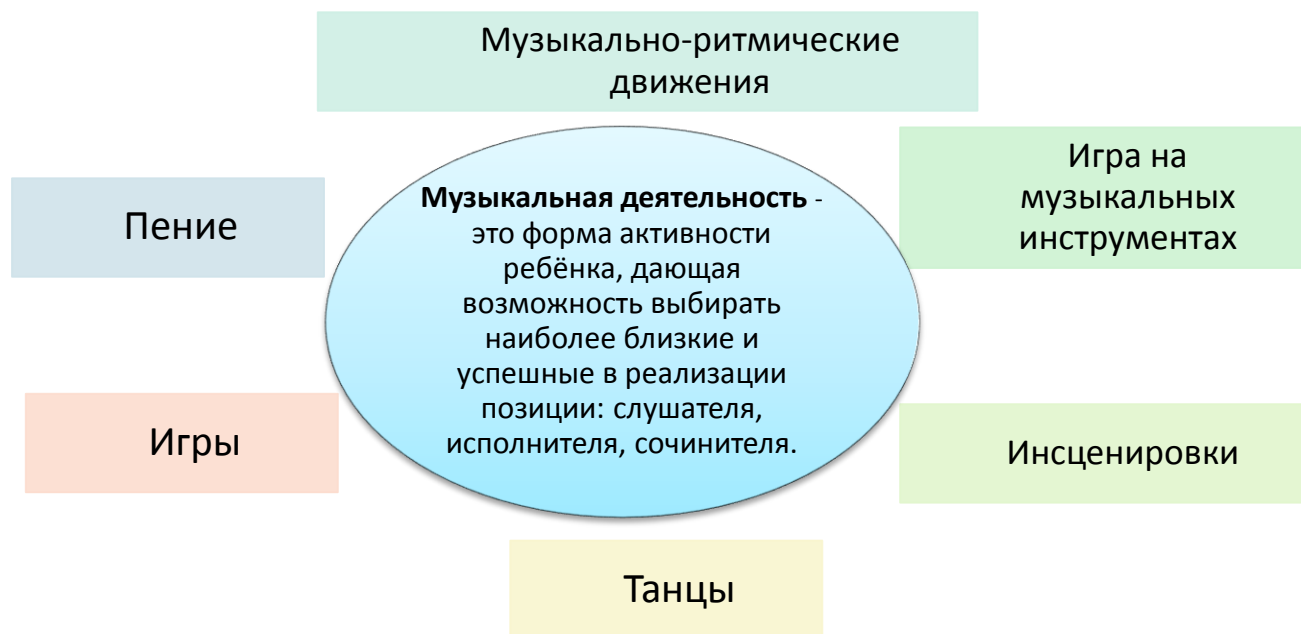 Музыкально-ритмические
движения
Игра на
музыкальных
инструментах
Пение
Музыкальная деятельность -
это форма активности
ребёнка, дающая
возможность выбирать
наиболее близкие и
успешные в реализации
позиции: слушателя,
исполнителя, сочинителя.
Игры
Инсценировки
Танцы